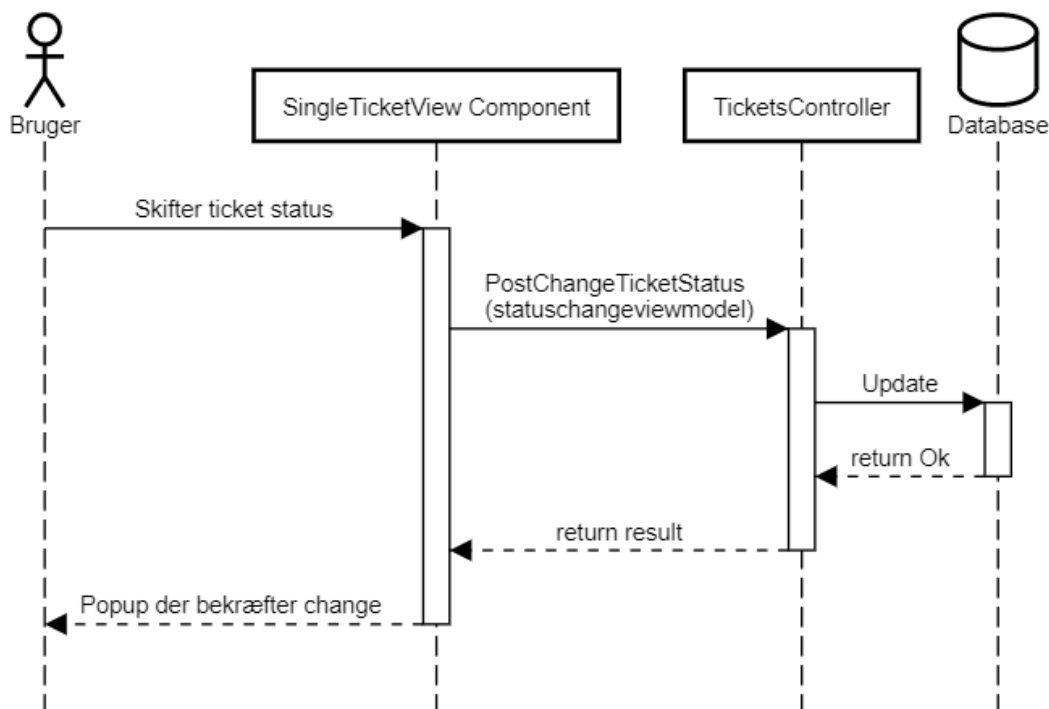 Bruger
SingleTicketView Component
TicketsController
Database
Skifter ticket status
PostChangeTicketStatus
(statuschangeviewmodel)
Update
return Ok
return result
Popup der bekræfter change